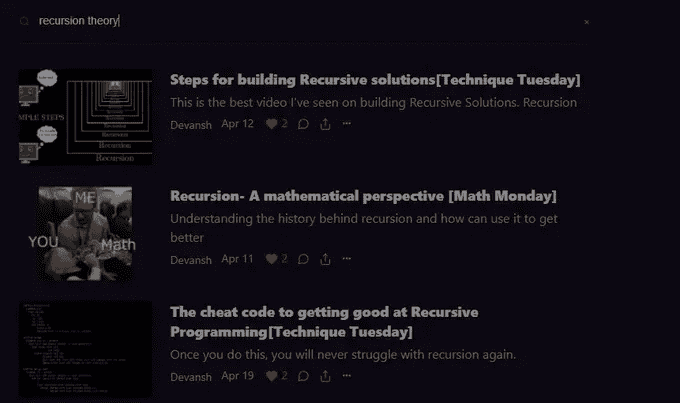 recursion theory
×
MPLE STEPS
Recursion
Recursion
Recursion
Steps for building Recursive solutions[Technique Tuesday]
This is the best video I've seen on building Recursive Solutions. Recursion
Devansh Apr 12 2
ME
YOU
Math
Recursion- A mathematical perspective [Math Monday]
Understanding the history behind recursion and how can use it to get
better
Devansh Apr 11 2
The cheat code to getting good at Recursive
Programming[Technique Tuesday]
Once you do this, you will never struggle with recursion again.
Devansh Apr 19 2